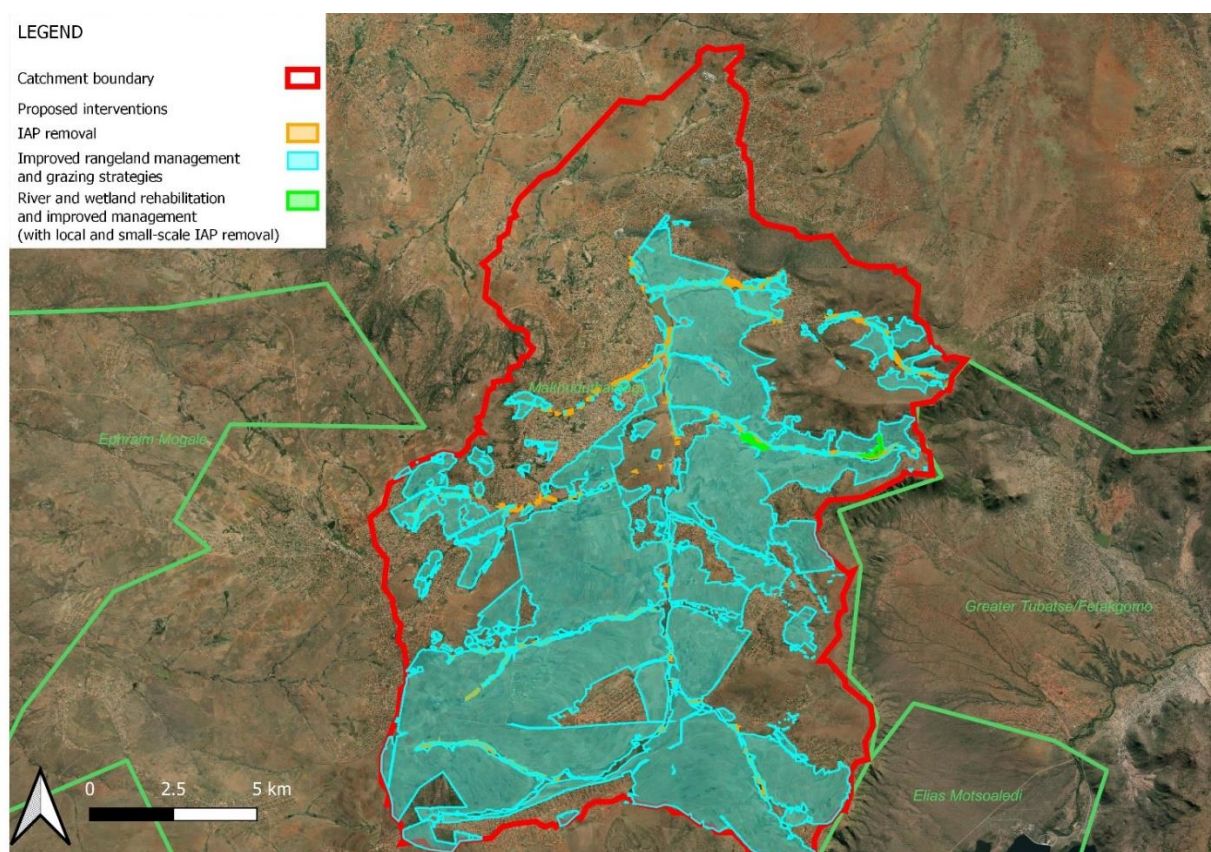 LEGEND
Catchment boundary
Proposed interventions
IAP removal
Improved rangeland management
and grazing strategies
River and wetland rehabilitation
and improved management
(with local and small-scale IAP removal)
Ephraim Mogale
Greater Tubatse/Fetakgomo
Elias Motsoaledi
0 2.5 5 km